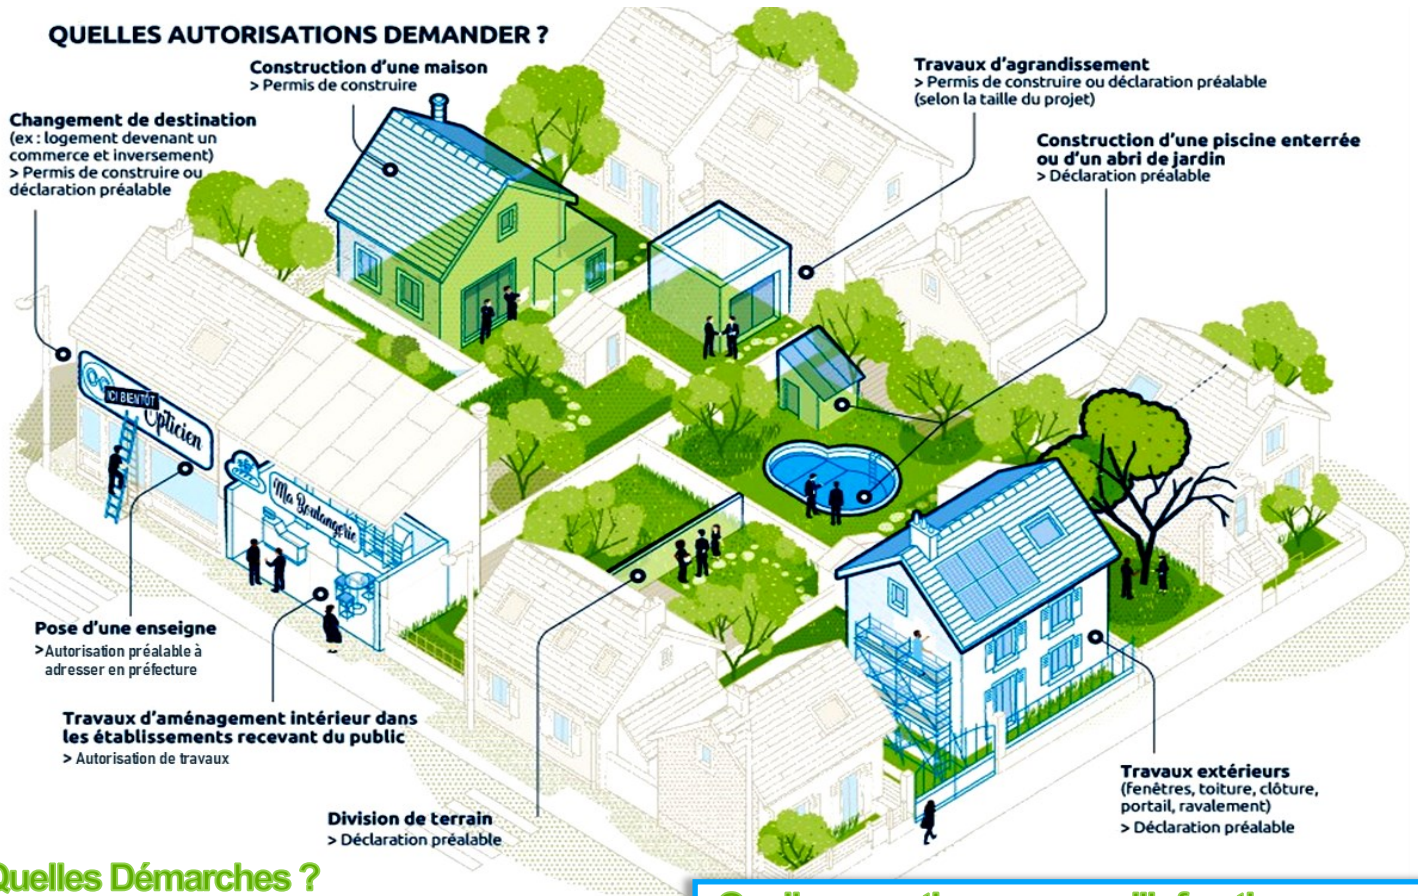 QUELLES AUTORISATIONS DEMANDER ?
Construction d'une maison
> Permis de construire
Travaux d'agrandissement
> Permis de construire ou déclaration préalable
(selon la taille du projet)
Changement de destination
(ex : logement devenant un
commerce et inversement)
> Permis de construire ou
déclaration préalable
Construction d'une piscine enterrée
ou d'un abri de jardin
> Déclaration préalable
ICI BIENTÔT
Opticien
Ma Boulangerie
Pose d'une enseigne
>Autorisation préalable à
adresser en préfecture
Travaux d'aménagement intérieur dans
les établissements recevant du public
> Autorisation de travaux
Division de terrain
> Déclaration préalable
Travaux extérieurs
(fenêtres, toiture, clôture,
portail, ravalement)
> Déclaration préalable
Quelles Démarches ?